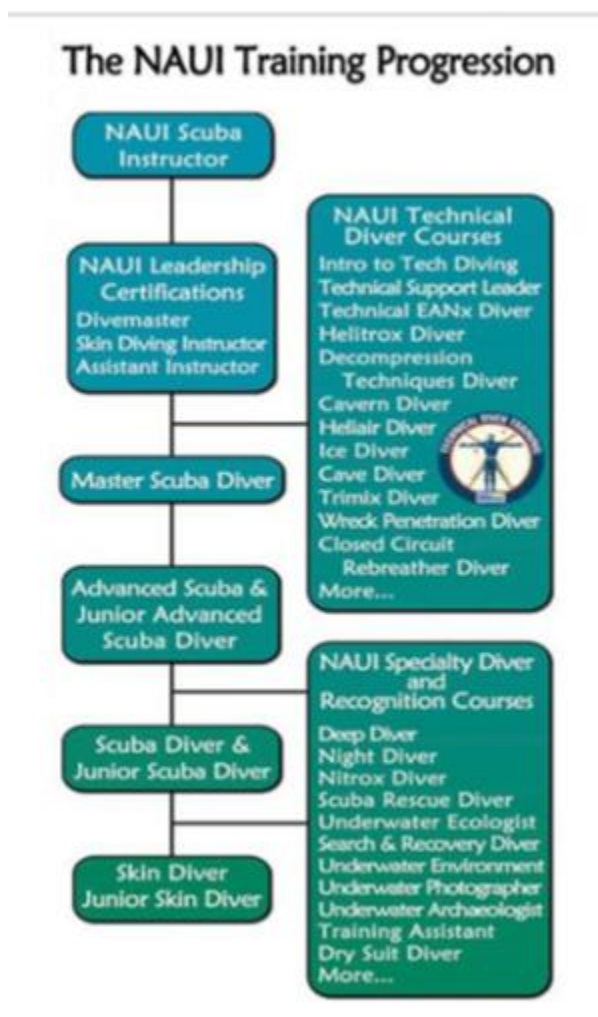 The NAUI Training Progression
NAUI Scuba
Instructor
NAUI Leadership
Certifications
Divemaster
Skin Diving Instructor
Assistant Instructor
Master Scuba Diver
Advanced Scuba &
Junior Advanced
Scuba Diver
Scuba Diver &
Junior Scuba Diver
Skin Diver
Junior Skin Diver
NAUI Technical
Diver Courses
Intro to Tech Diving
Technical Support Leader
Technical EANx Diver
Helitrox Diver
Decompression
Techniques Diver
Cavern Diver
Heliair Diver
Ice Diver
Cave Diver
Trimix Diver
Wreck Penetration Diver
Closed Circuit
Rebreather Diver
More...
TECHNICAL DIVER TRAINING
NAUI Specialty Diver
and
Recognition Courses
Deep Diver
Night Diver
Nitrox Diver
Scuba Rescue Diver
Underwater Ecologist
Search & Recovery Diver
Underwater Environment
Underwater Photographer
Underwater Archaeologist
Training Assistant
Dry Suit Diver
More...